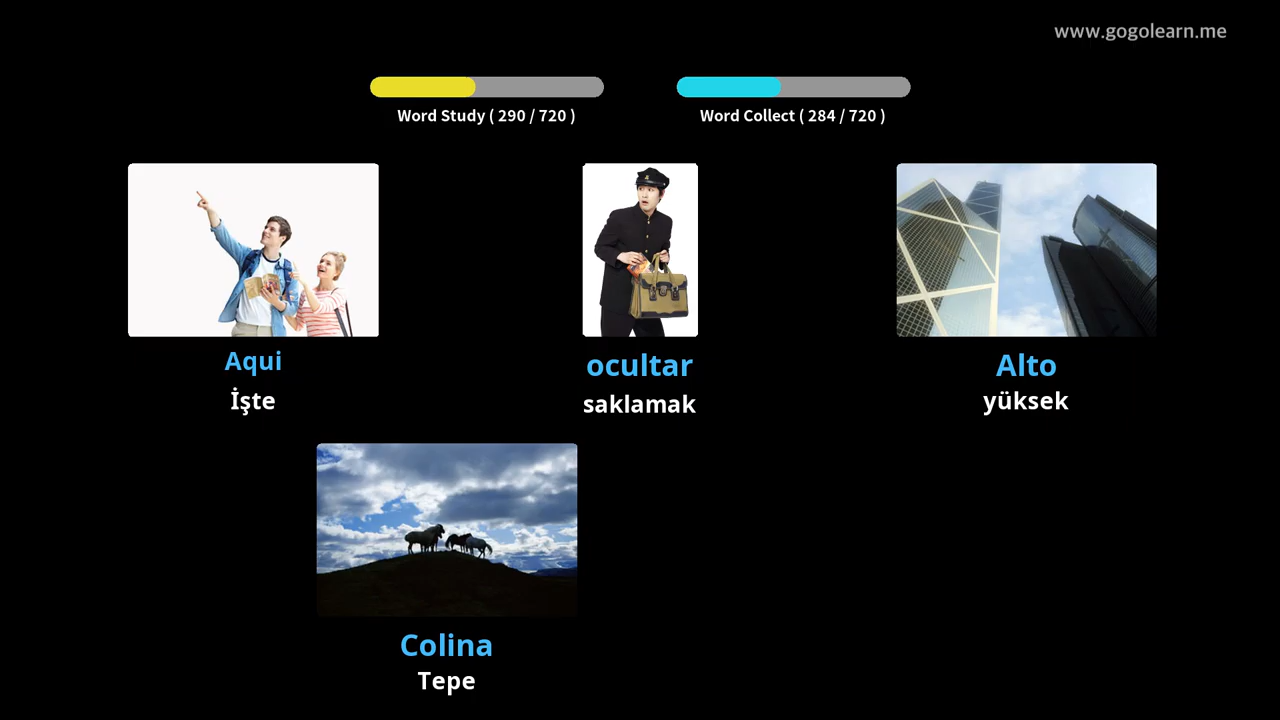 www.gogolearn.me
Word Study ( 290 / 720 )
Word Collect ( 284 / 720 )
Aqui
İşte
ocultar
saklamak
Alto
yüksek
Colina
Tepe